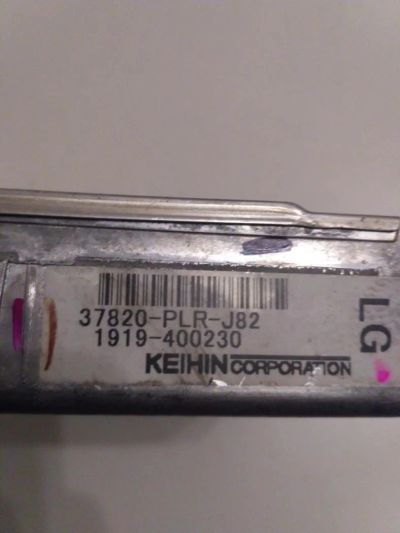 37820-PLR-J82
1919-400230
KEIHIN CORPORATION
LG